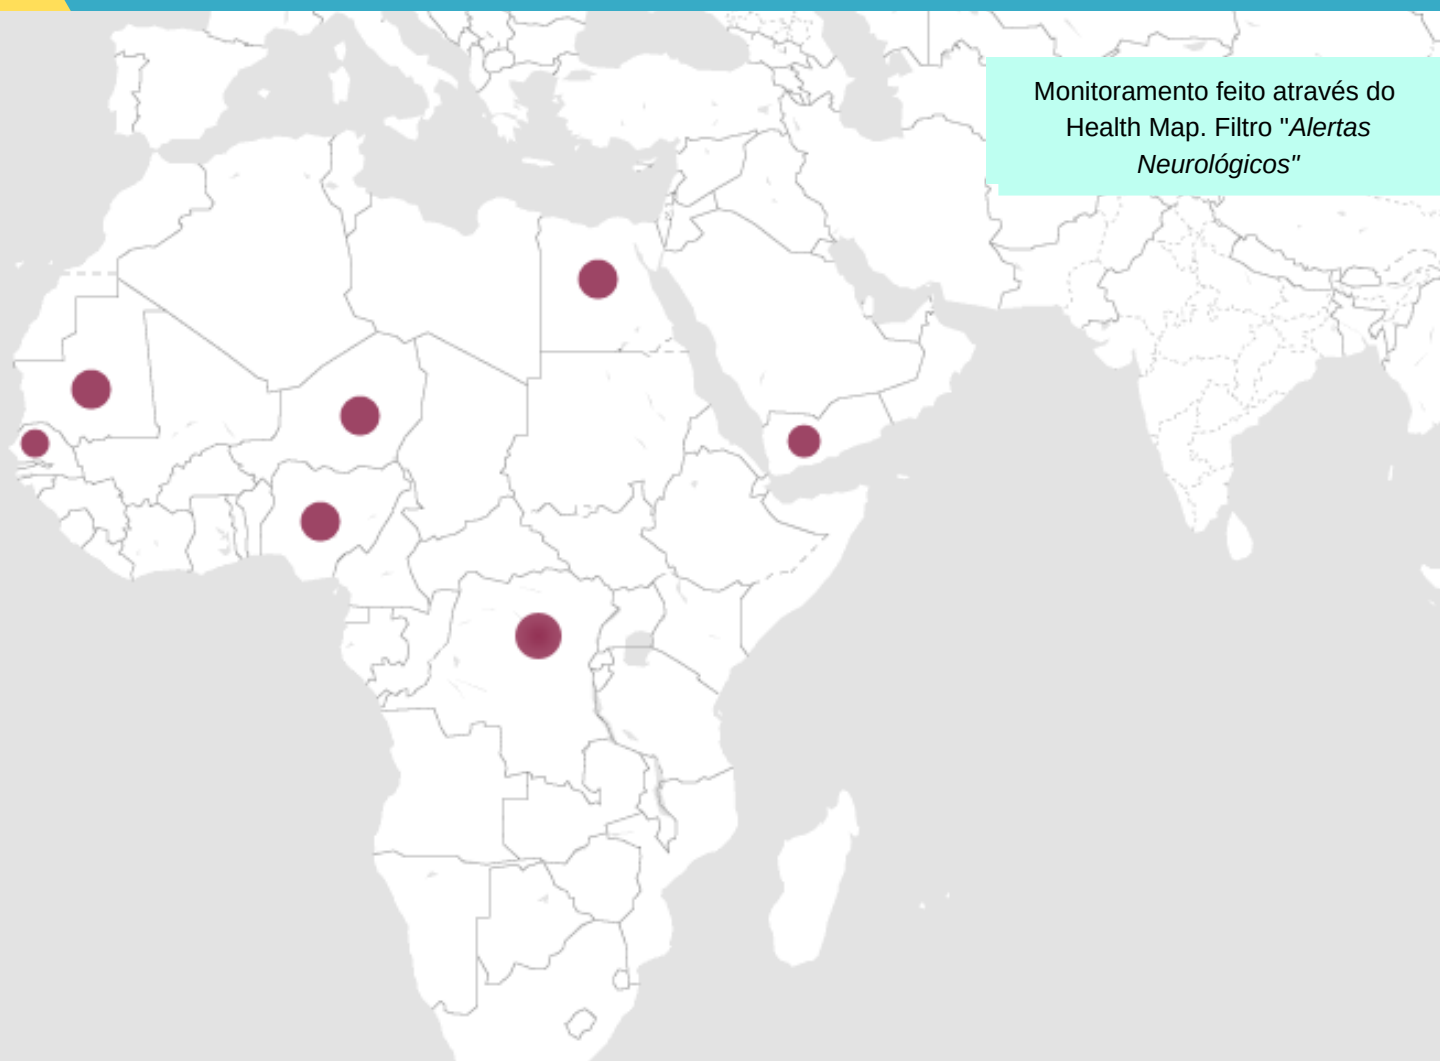 Monitoramento feito através do
Health Map. Filtro "Alertas
Neurológicos"